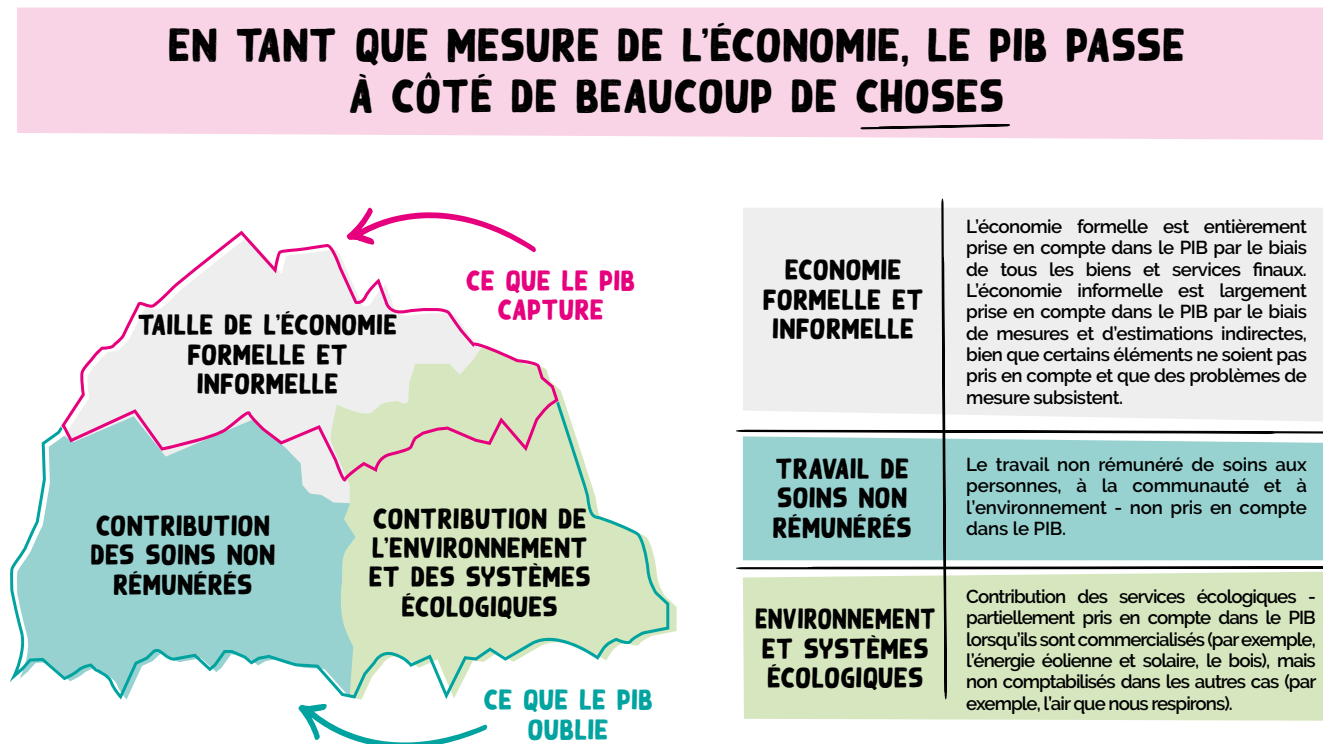 EN TANT QUE MESURE DE L'ÉCONOMIE, LE PIB PASSE
À CÔTÉ DE BEAUCOUP DE CHOSES
CE QUE LE PIB
CAPTURE
TAILLE DE L'ÉCONOMIE
FORMELLE ET
INFORMELLE
CONTRIBUTION
DES SOINS NON
RÉMUNÉRÉS
CONTRIBUTION DE
L'ENVIRONNEMENT
ET DES SYSTÈMES
ÉCOLOGIQUES
CE QUE LE PIB
OUBLIE
ECONOMIE
FORMELLE ET
INFORMELLE
L'économie formelle est entièrement
prise en compte dans le PIB par le biais
de tous les biens et services finaux.
L'économie informelle est largement
prise en compte dans le PIB par le biais
de mesures et d'estimations indirectes,
bien que certains éléments ne soient pas
pris en compte et que des problèmes de
mesure subsistent.
TRAVAIL DE
SOINS NON
RÉMUNÉRÉS
Le travail non rémunéré de soins aux
personnes, à la communauté et à
l'environnement - non pris en compte
dans le PIB.
ENVIRONNEMENT
ET SYSTÈMES
ÉCOLOGIQUES
Contribution des services écologiques -
partiellement pris en compte dans le PIB
lorsqu'ils sont commercialisés (par exemple,
l'énergie éolienne et solaire, le bois), mais
non comptabilisés dans les autres cas (par
exemple, l'air que nous respirons).